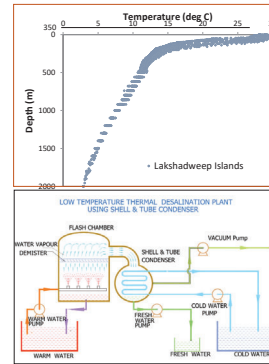 Temperature (deg C)
350 0 5 10 15 20 25 30
0
500
1000
1500
2000
Depth (m)
• Lakshadweep Islands
LOW TEMPERATURE THERMAL DESALINATION PLANT
USING SHELL & TUBE CONDENSER
FLASH CHAMBER
WATER VAPOUR
DEMISTER
SHELL & TUBE
CONDENSER
VACUUM Pump
WARM WATER
PUMP
FRESH
WATER
PUMP
COLD WATER
PUMP
WARM WATER
FRESH WATER
COLD WATER